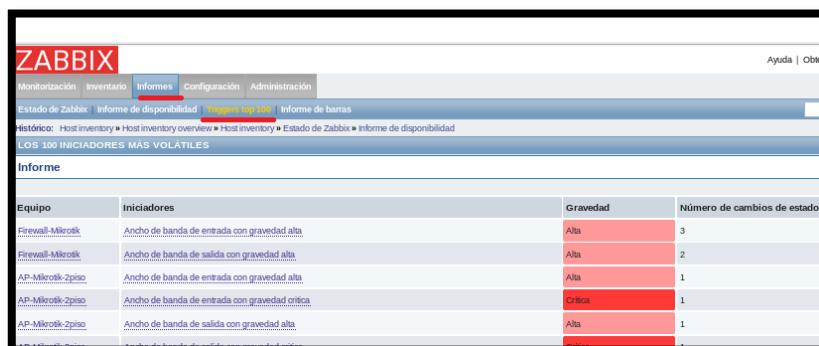 ZABBIX
Ayuda | Obte
Monitorización Inventario Informes Configuración Administración
Estado de Zabbix | Informe de disponibilidad | Triggers top 100 | Informe de barras
Histórico: Host inventory » Host inventory overview » Host inventory » Estado de Zabbix » Informe de disponibilidad
LOS 100 INICIADORES MÁS VOLÁTILES
Informe
Equipo Iniciadores Gravedad Número de cambios de estado
Firewall-Mikrotik Ancho de banda de entrada con gravedad alta Alta 3
Firewall-Mikrotik Ancho de banda de salida con gravedad alta Alta 2
AP-Mikrotik-2piso Ancho de banda de entrada con gravedad alta Alta 1
AP-Mikrotik-2piso Ancho de banda de entrada con gravedad critica Crítica 1
AP-Mikrotik-2piso Ancho de banda de salida con gravedad alta Alta 1